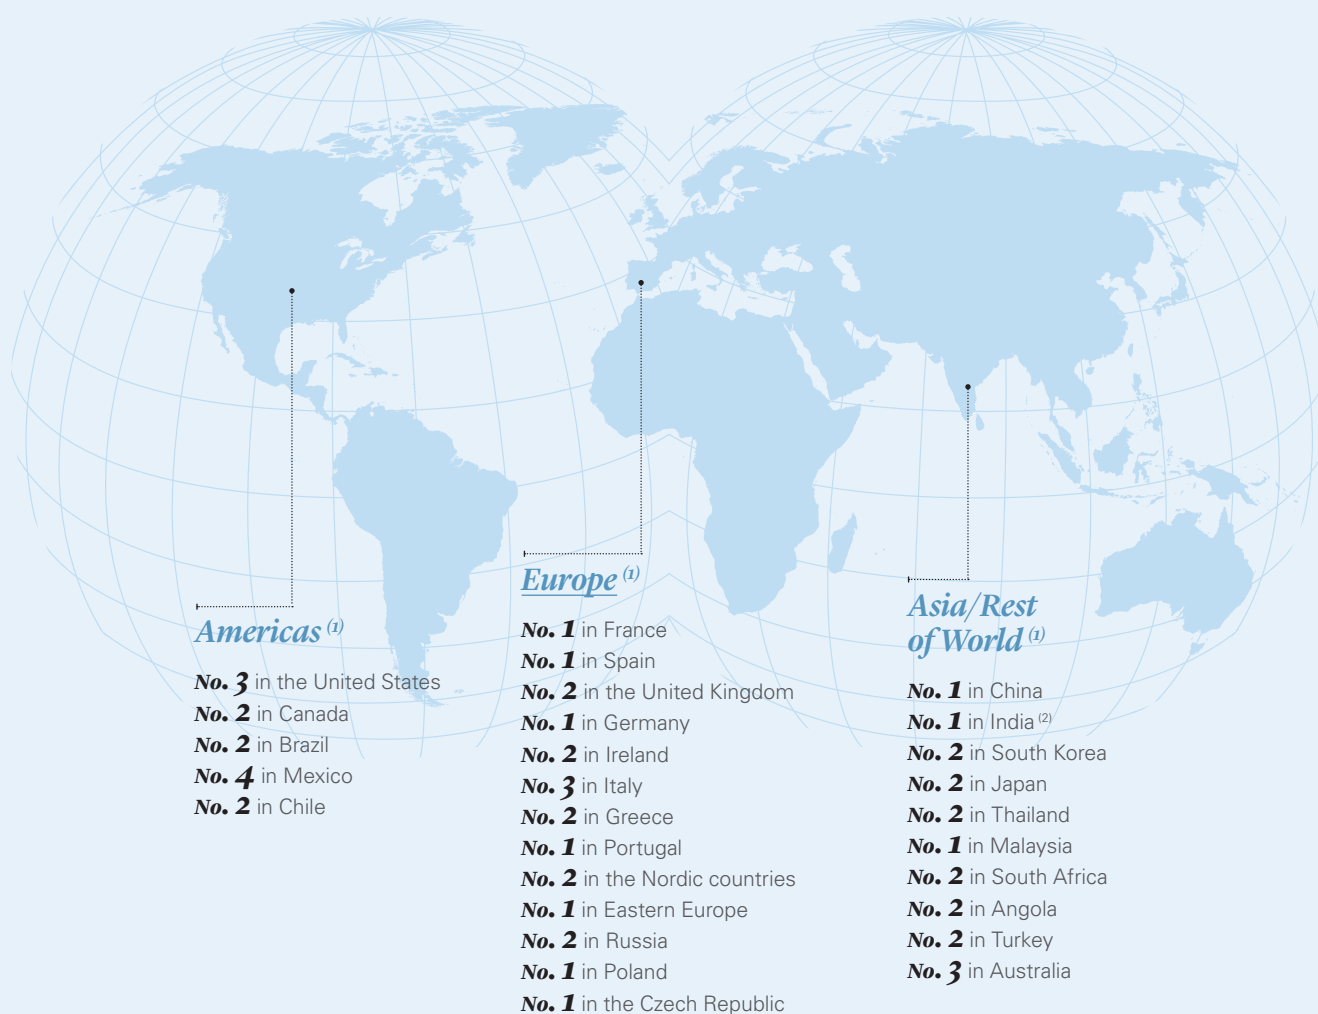 Americas (1)
No. 3 in the United States
No. 2 in Canada
No. 2 in Brazil
No. 4 in Mexico
No. 2 in Chile
Europe (1)
No. 1 in France
No. 1 in Spain
No. 2 in the United Kingdom
No. 1 in Germany
No. 2 in Ireland
No. 3 in Italy
No. 2 in Greece
No. 1 in Portugal
No. 2 in the Nordic countries
No. 1 in Eastern Europe
No. 2 in Russia
No. 1 in Poland
No. 1 in the Czech Republic
Asia/Rest
of World (1)
No. 1 in China
No. 1 in India (2)
No. 2 in South Korea
No. 2 in Japan
No. 2 in Thailand
No. 1 in Malaysia
No. 2 in South Africa
No. 2 in Angola
No. 2 in Turkey
No. 3 in Australia